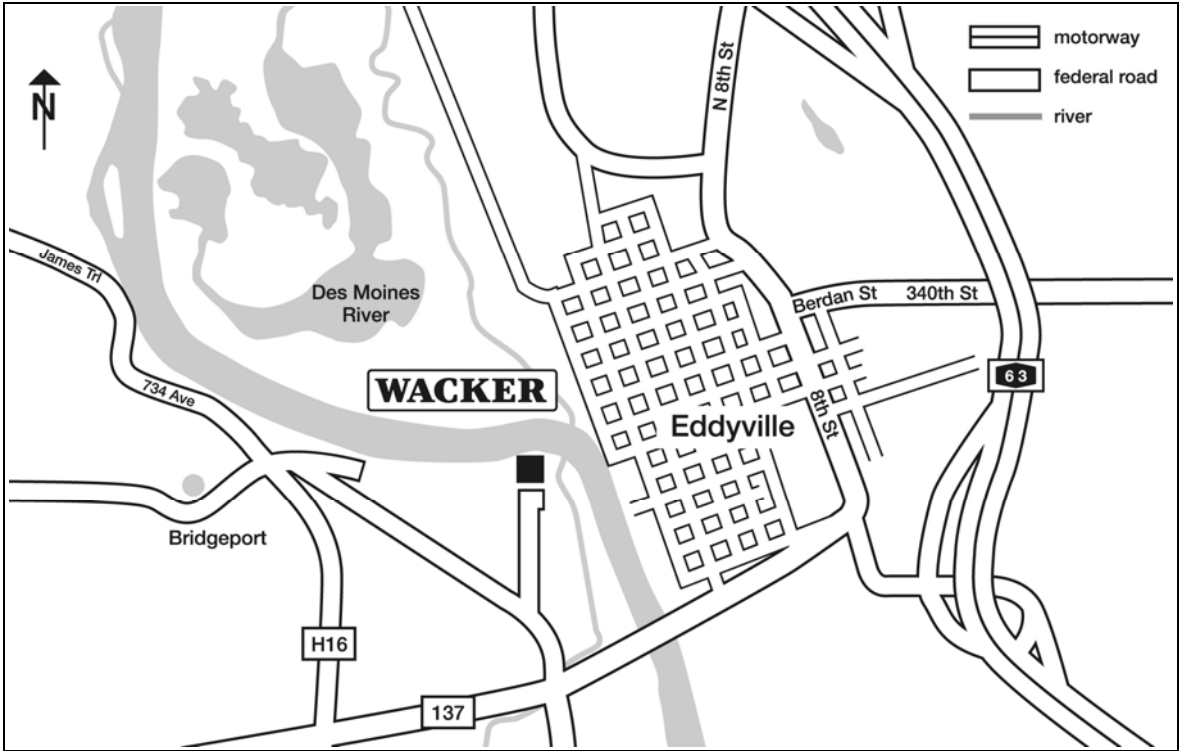 N
N 8th St
motorway
federal road
river
James Trl
Des Moines
River
Berdan St
340th St
734 Ave
WACKER
63
8th St
Eddyville
Bridgeport
H16
137